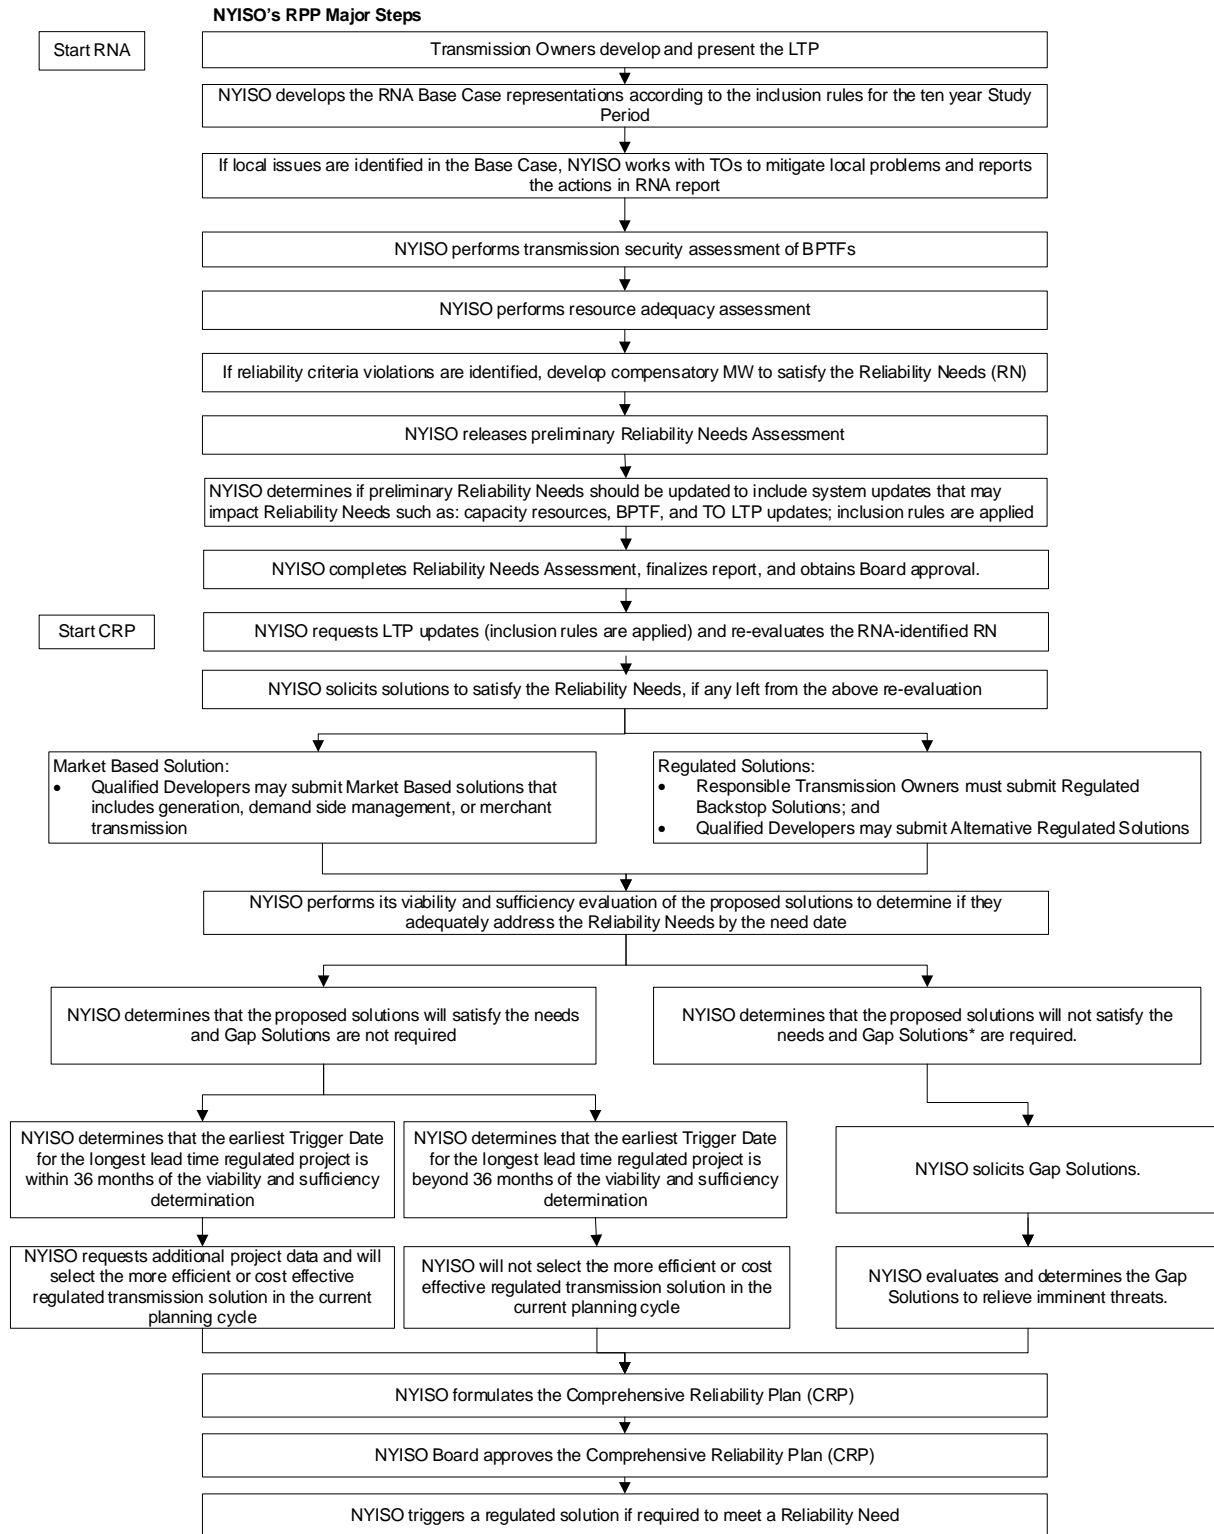 NYISO's RPP Major Steps
Start RNA
Transmission Owners develop and present the LTP
NYISO develops the RNA Base Case representations according to the inclusion rules for the ten year Study
Period
If local issues are identified in the Base Case, NYISO works with TOs to mitigate local problems and reports
the actions in RNA report
NYISO performs transmission security assessment of BPTFs
NYISO performs resource adequacy assessment
If reliability criteria violations are identified, develop compensatory MW to satisfy the Reliability Needs (RN)
NYISO releases preliminary Reliability Needs Assessment
NYISO determines if preliminary Reliability Needs should be updated to include system updates that may
impact Reliability Needs such as: capacity resources, BPTF, and TO LTP updates; inclusion rules are applied
NYISO completes Reliability Needs Assessment, finalizes report, and obtains Board approval.
Start CRP
NYISO requests LTP updates (inclusion rules are applied) and re-evaluates the RNA-identified RN
NYISO solicits solutions to satisfy the Reliability Needs, if any left from the above re-evaluation
Market Based Solution:
• Qualified Developers may submit Market Based solutions that
includes generation, demand side management, or merchant
transmission
Regulated Solutions:
• Responsible Transmission Owners must submit Regulated
Backstop Solutions; and
• Qualified Developers may submit Alternative Regulated Solutions
NYISO performs its viability and sufficiency evaluation of the proposed solutions to determine if they
adequately address the Reliability Needs by the need date
NYISO determines that the proposed solutions will satisfy the needs
and Gap Solutions are not required
NYISO determines that the proposed solutions will not satisfy the
needs and Gap Solutions* are required.
NYISO determines that the earliest Trigger Date
for the longest lead time regulated project is
within 36 months of the viability and sufficiency
determination
NYISO determines that the earliest Trigger Date
for the longest lead time regulated project is
beyond 36 months of the viability and sufficiency
determination
NYISO solicits Gap Solutions.
NYISO requests additional project data and will
select the more efficient or cost effective
regulated transmission solution in the current
planning cycle
NYISO will not select the more efficient or cost
effective regulated transmission solution in the
current planning cycle
NYISO evaluates and determines the Gap
Solutions to relieve imminent threats.
NYISO formulates the Comprehensive Reliability Plan (CRP)
NYISO Board approves the Comprehensive Reliability Plan (CRP)
NYISO triggers a regulated solution if required to meet a Reliability Need